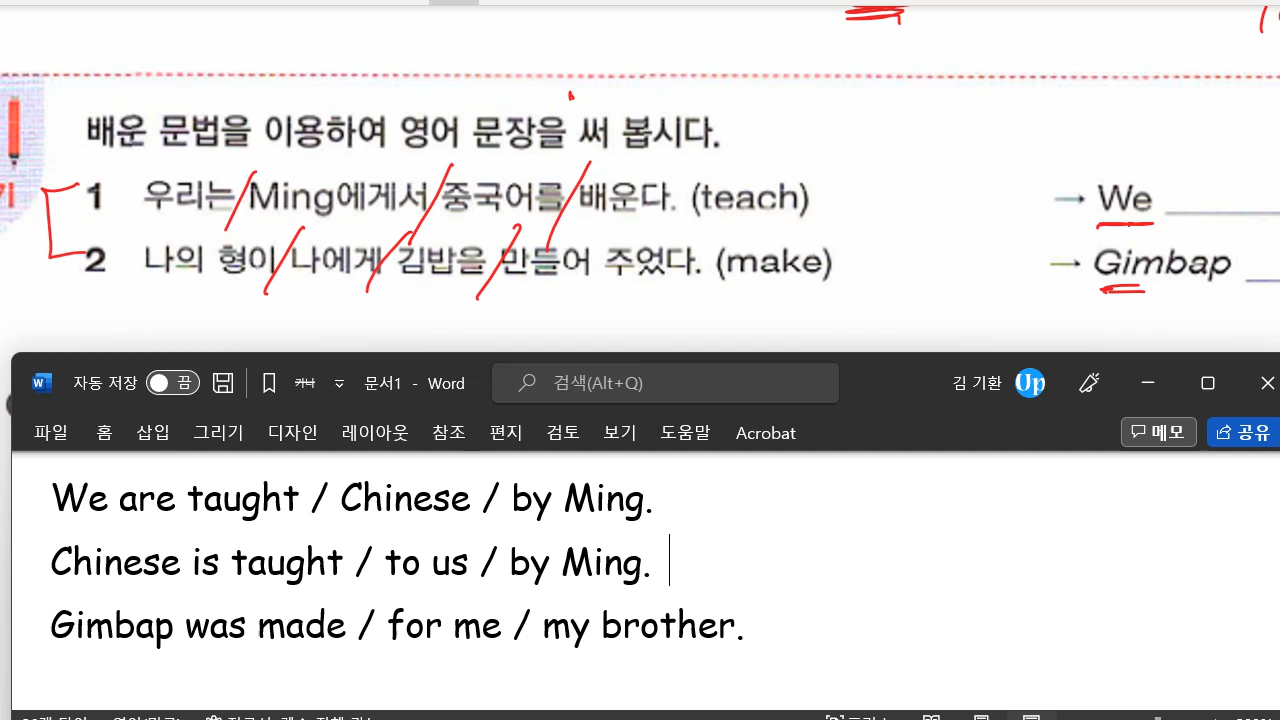 배운 문법을 이용하여 영어 문장을 써 봅시다.
1 우리는 Ming에게서 중국어를 배운다. (teach) → We
2 나의 형이 나에게 김밥을 만들어 주었다. (make) → Gimbap
자동 저장 끔 문서1 - Word 검색(Alt+Q) 김 기환 Up
파일 홈 삽입 그리기 디자인 레이아웃 참조 편지 검토 보기 도움말 Acrobat 메모 공유
We are taught / Chinese / by Ming.
Chinese is taught / to us / by Ming.
Gimbap was made / for me / my brother.